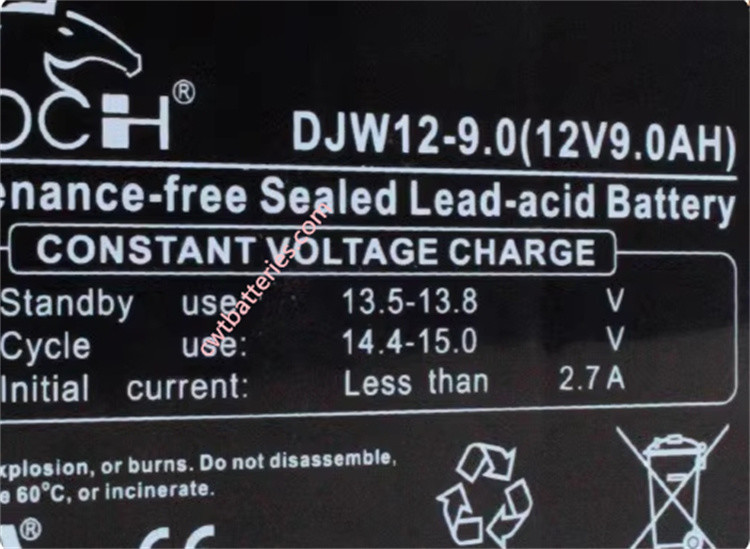 OCH®
DJW12-9.0(12V9.0AH)
enance-free Sealed Lead-acid Battery
CONSTANT VOLTAGE CHARGE
Standby use: 13.5-13.8 V
Cycle use: 14.4-15.0 V
Initial current: Less than 2.7A
xplosion, or burns. Do not disassemble,
e 60°C, or incinerate.
®
CE
owtbatteries.com